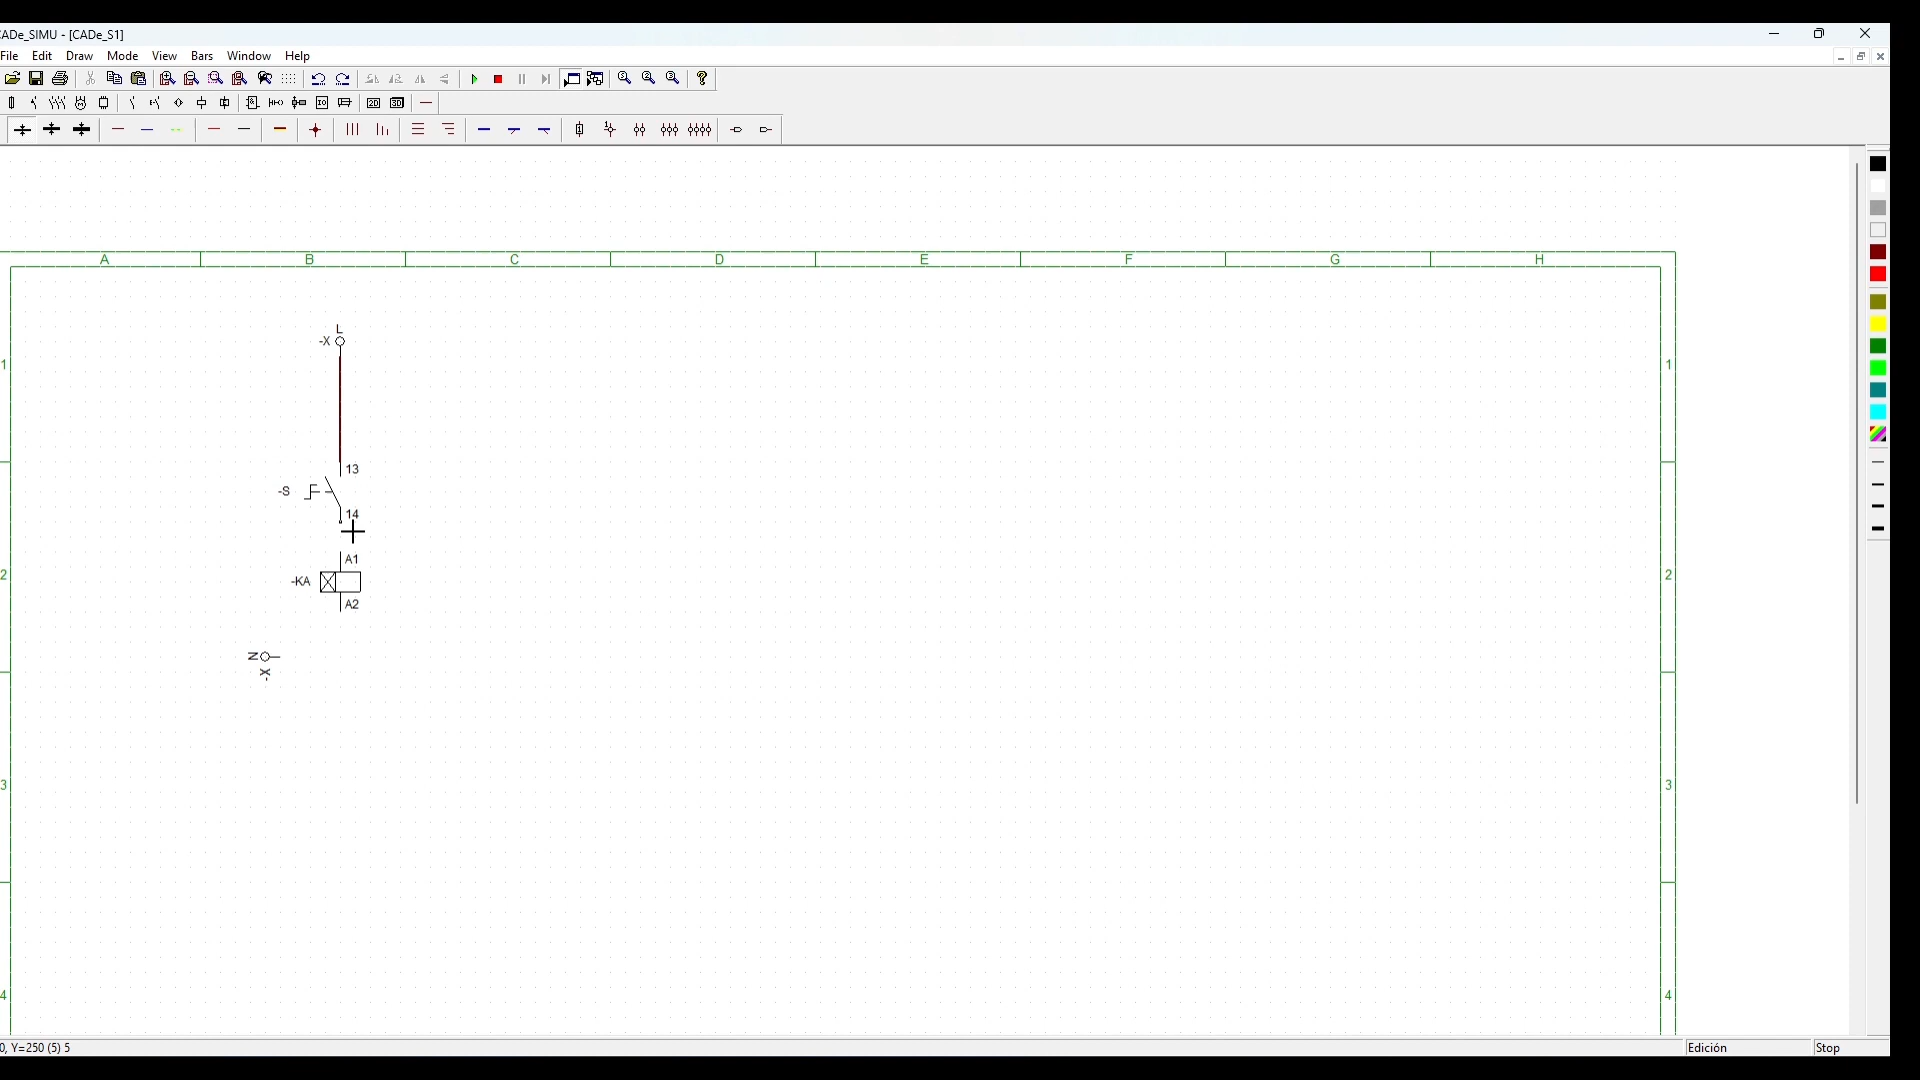 CADe_SIMU - [CADe_S1]
File Edit Draw Mode View Bars Window Help
A B C D E F G H
L
-X
1 1
13
-S
14
A1
-KA
A2
2 2
N
-X
3 3
4 4
0, Y=250 (5) 5 Edición Stop